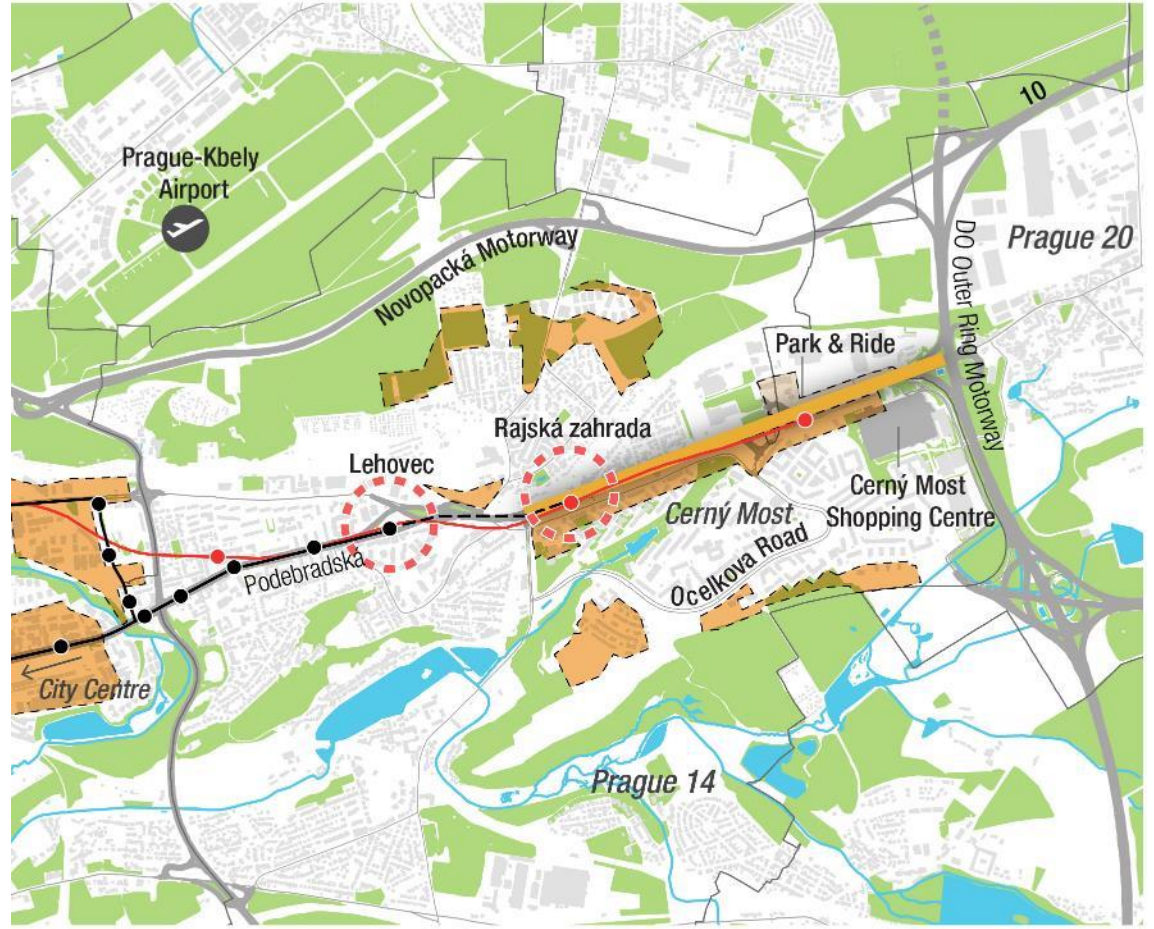 10
Prague-Kbely
Airport
Prague 20
Novopacká Motorway
D0 Outer Ring Motorway
Park & Ride
Rajská zahrada
Lehovec
Cerný Most
Shopping Centre
Cerný Most
Ocelkova Road
Podebradská
City Centre
Prague 14